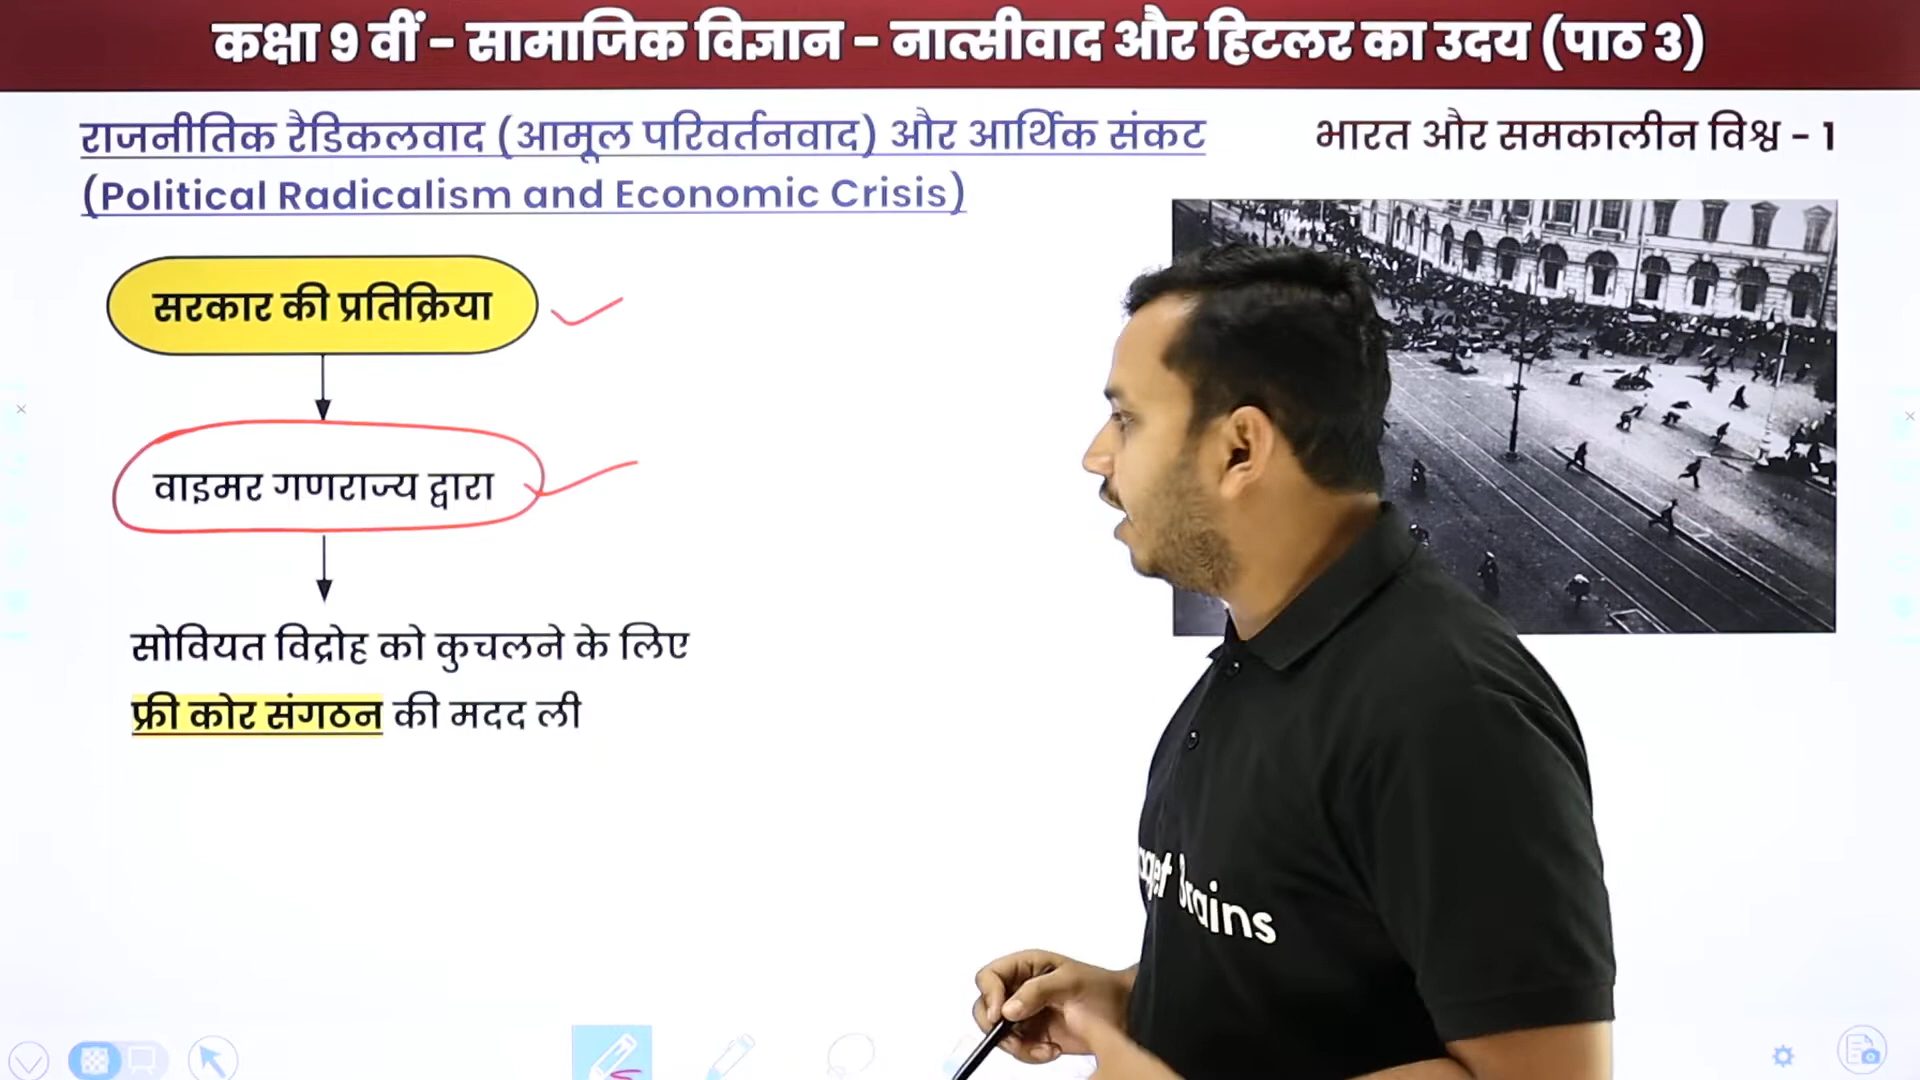 कक्षा 9 वीं - सामाजिक विज्ञान - नात्सीवाद और हिटलर का उदय (पाठ 3)
राजनीतिक रैडिकलवाद (आमूल परिवर्तनवाद) और आर्थिक संकट
(Political Radicalism and Economic Crisis)
भारत और समकालीन विश्व - 1
सरकार की प्रतिक्रिया
वाइमर गणराज्य द्वारा
सोवियत विद्रोह को कुचलने के लिए
फ्री कोर संगठन की मदद ली
Brains